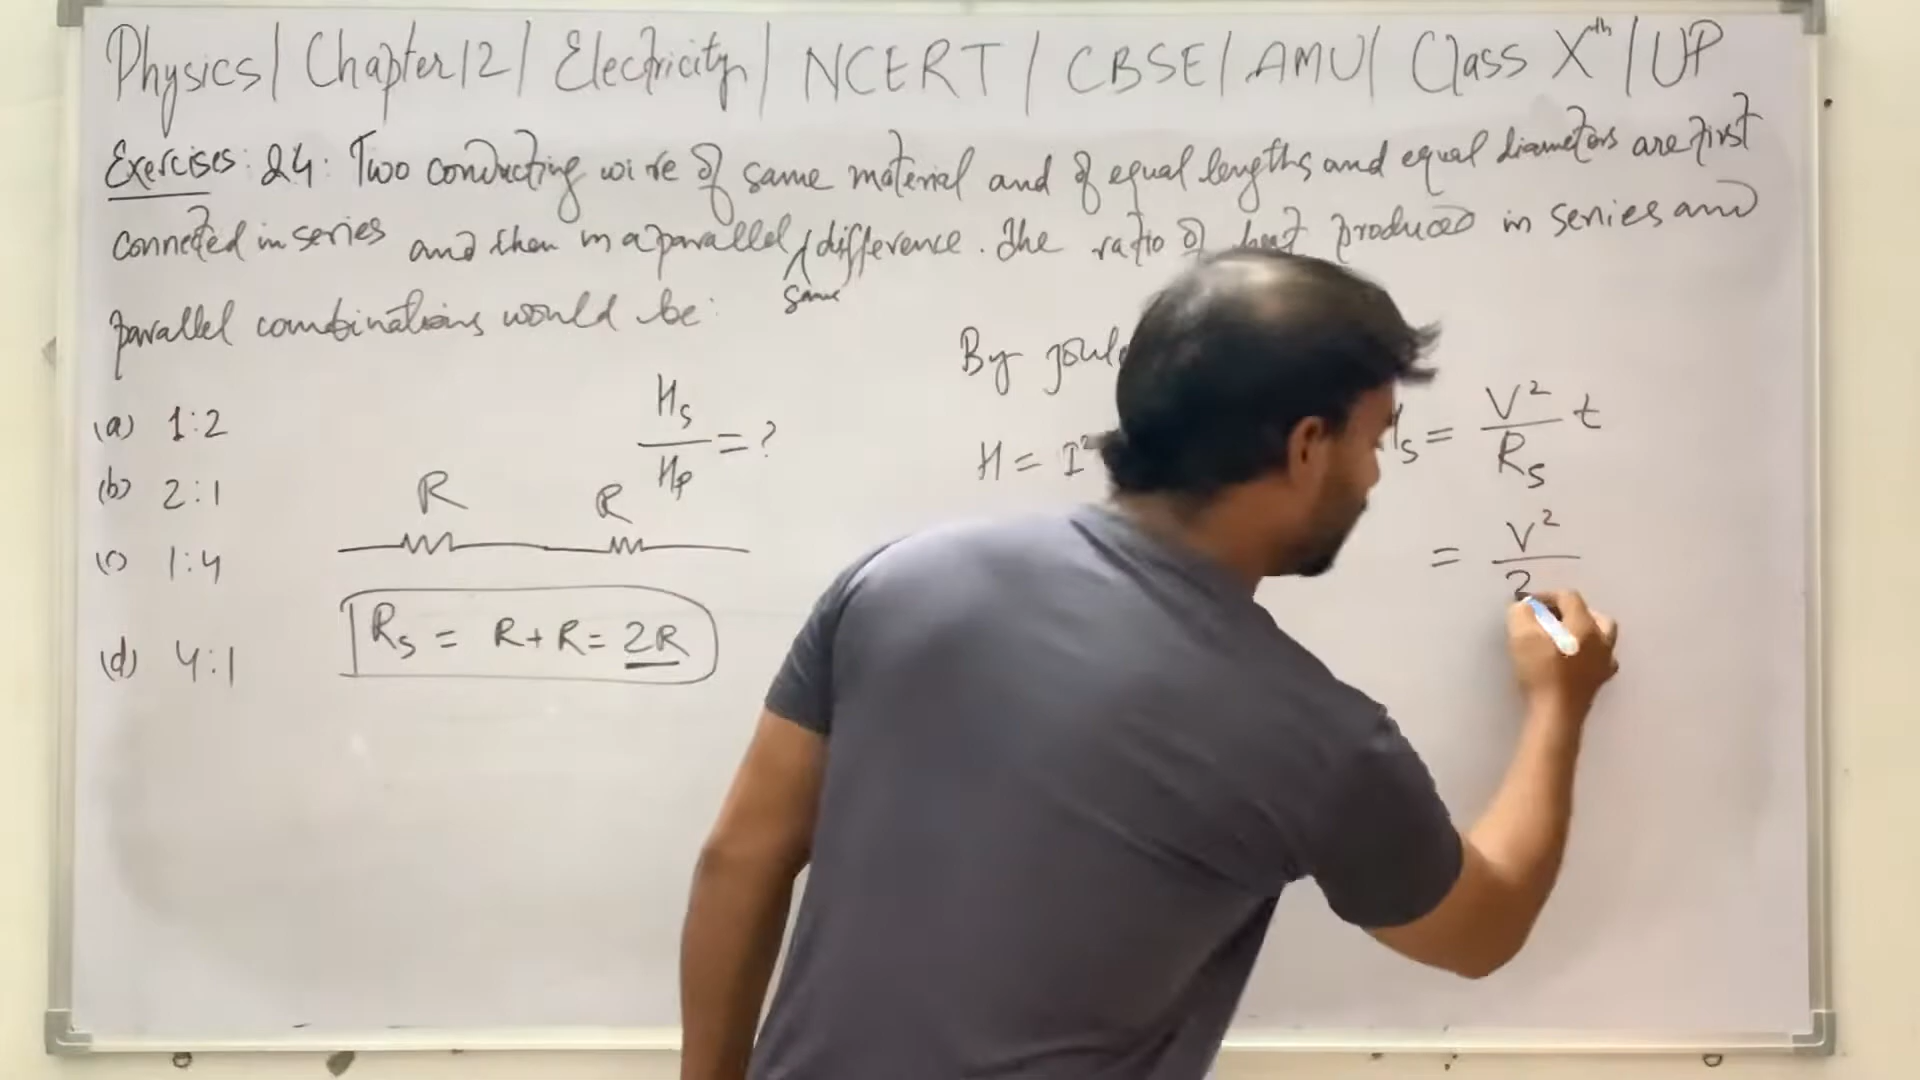 Physics / Chapter 12 / Electricity / NCERT / CBSE / AMU / Class Xth / UP
Exercises: 24: Two conducting wire of same material and of equal lengths and equal diameters are first
connected in series and then in a parallel difference. The ratio of heat produced in series and
same
parallel combinations would be:
(a) 1:2
(b) 2:1
(c) 1:4
(d) 4:1
Hs/Hp = ?
R R
Rs = R+R = 2R
By
H = I²
s = V²/Rs t
= V²/2